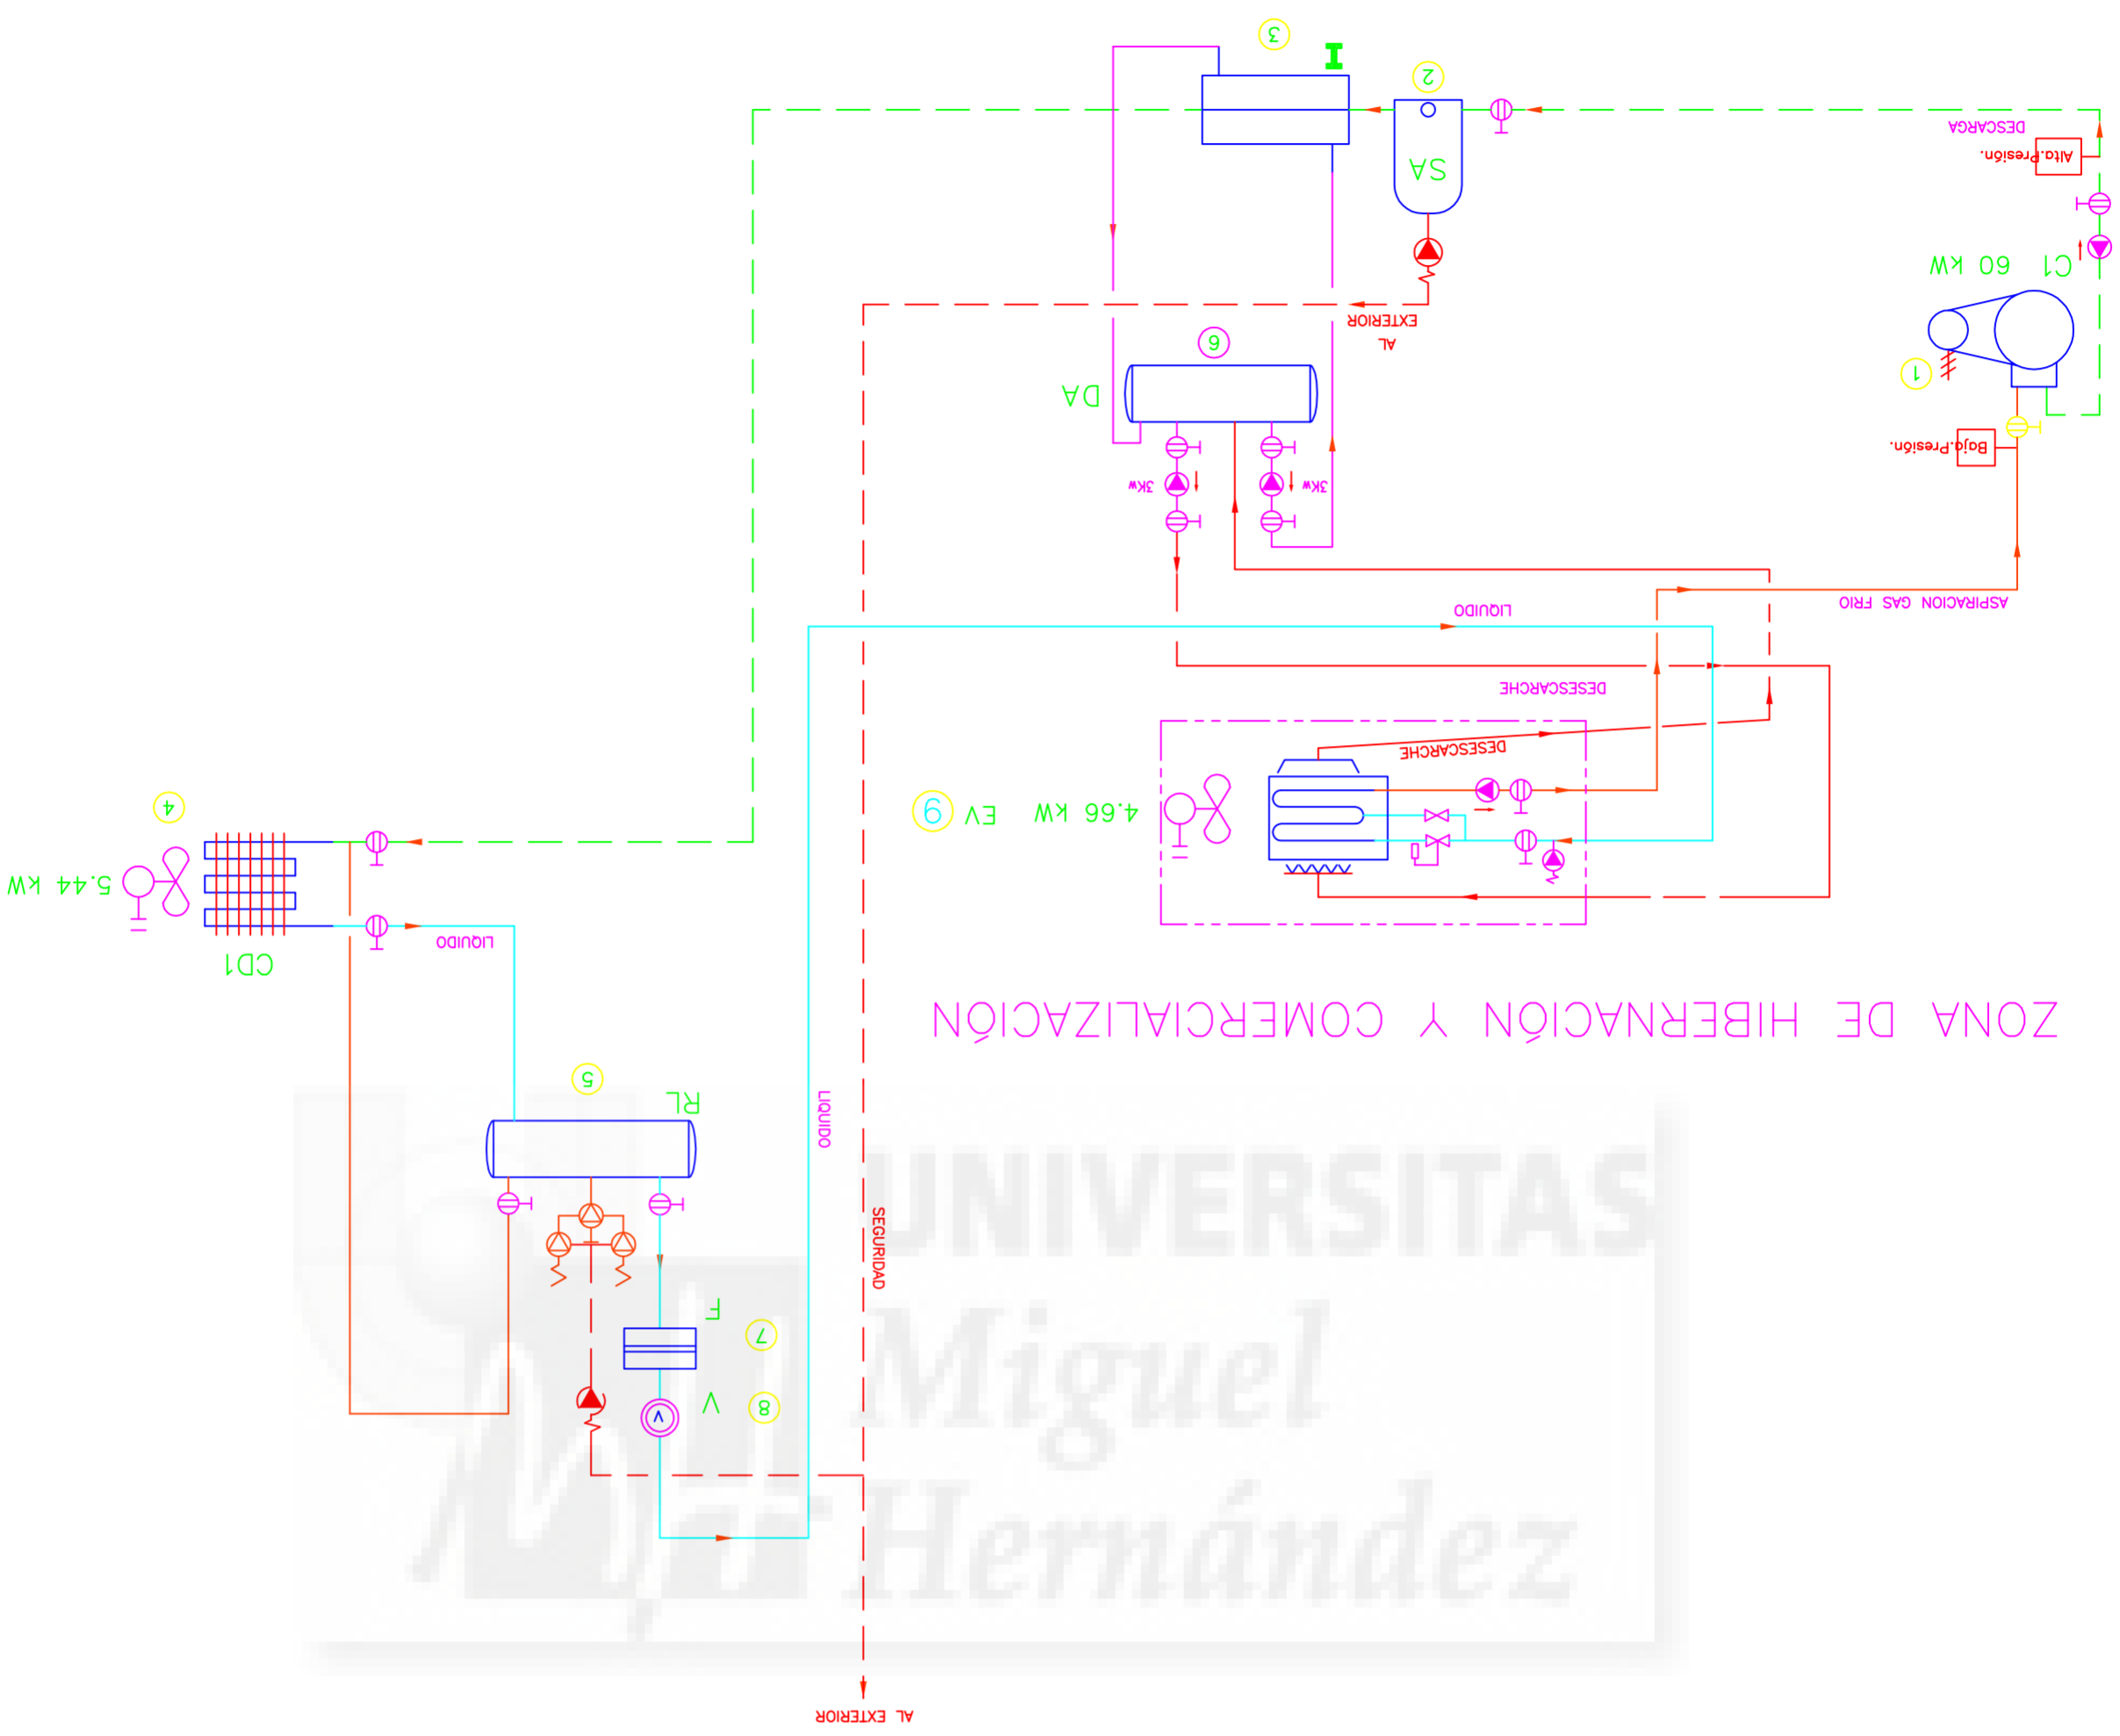 AL EXTERIOR
V
8
F
7
SEGURIDAD
LIQUIDO
RL
5
ZONA DE HIBERNACIÓN Y COMERCIALIZACIÓN
CD1
LIQUIDO
5.44 kW
4
4.66 kW
EV
9
DESESCARCHE
DESESCARCHE
LIQUIDO
ASPIRACION GAS FRIO
3Kw
3Kw
Baja.Presión.
1
DA
6
AL
EXTERIOR
C1 60 kW
Alta.Presión.
SA
DESCARGA
2
I
3
UNIVERSITAS
Miguel
Hernández